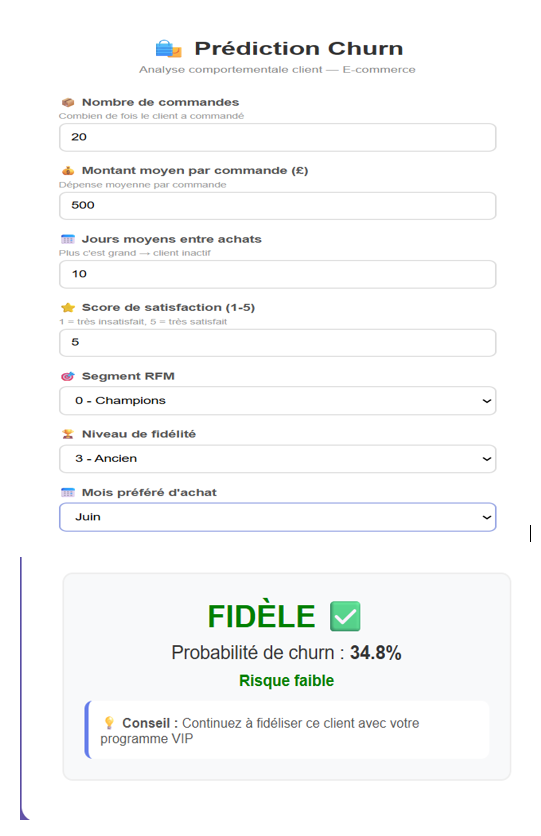 Prédiction Churn
Analyse comportementale client — E-commerce
Nombre de commandes
Combien de fois le client a commandé
20
Montant moyen par commande (£)
Dépense moyenne par commande
500
Jours moyens entre achats
Plus c'est grand → client inactif
10
Score de satisfaction (1-5)
1 = très insatisfait, 5 = très satisfait
5
Segment RFM
0 - Champions
Niveau de fidélité
3 - Ancien
Mois préféré d'achat
Juin
FIDÈLE ✅
Probabilité de churn : 34.8%
Risque faible
Conseil : Continuez à fidéliser ce client avec votre
programme VIP